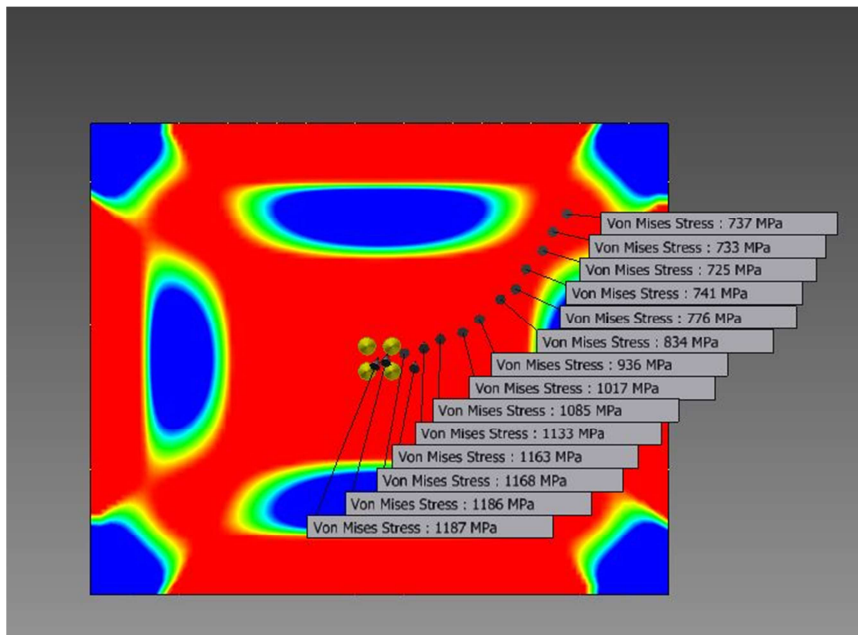 Von Mises Stress : 737 MPa
Von Mises Stress : 733 MPa
Von Mises Stress : 725 MPa
Von Mises Stress : 741 MPa
Von Mises Stress : 776 MPa
Von Mises Stress : 834 MPa
Von Mises Stress : 936 MPa
Von Mises Stress : 1017 MPa
Von Mises Stress : 1085 MPa
Von Mises Stress : 1133 MPa
Von Mises Stress : 1163 MPa
Von Mises Stress : 1168 MPa
Von Mises Stress : 1186 MPa
Von Mises Stress : 1187 MPa